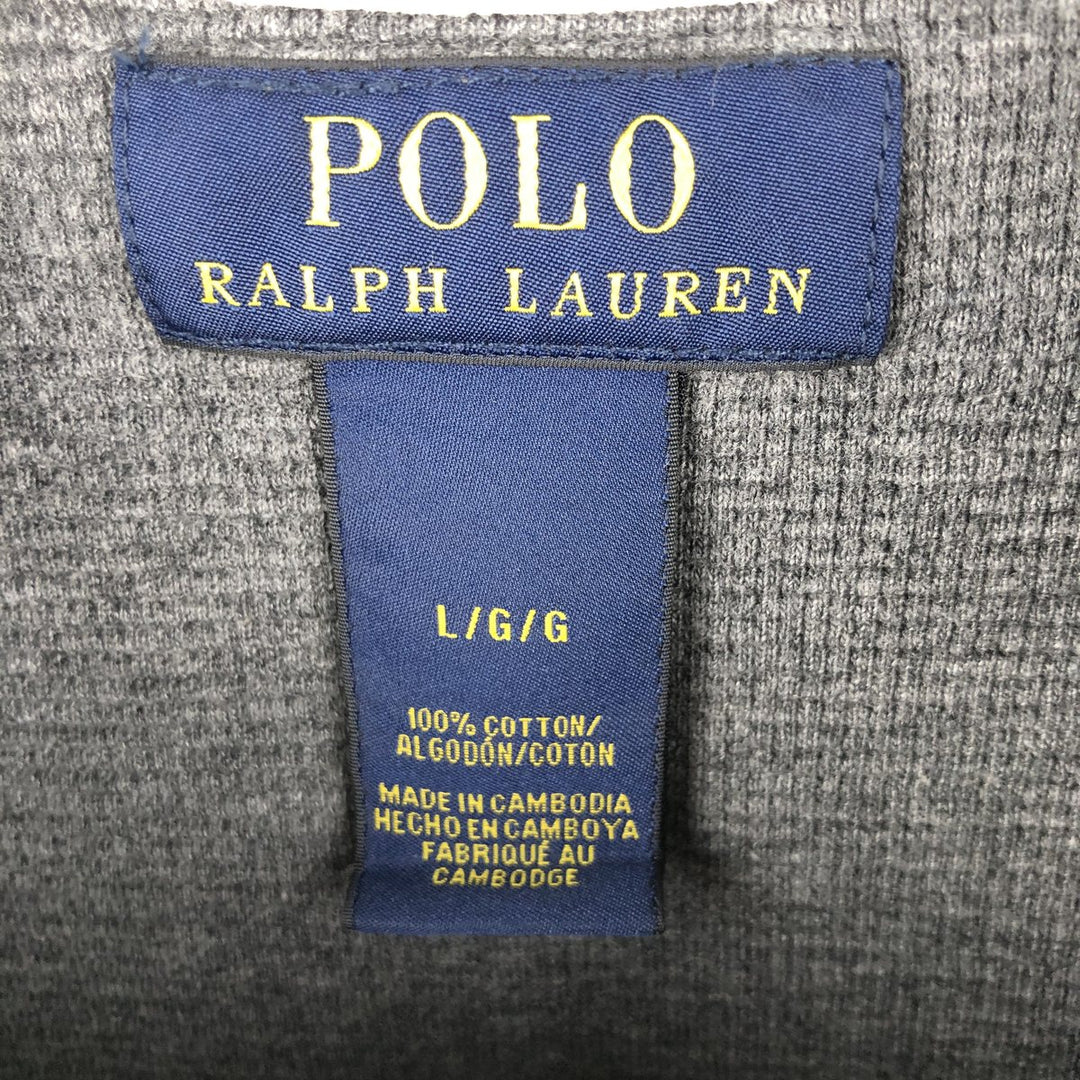 POLO
RALPH LAUREN
L/G/G
100% COTTON/
ALGODÓN/COTON
MADE IN CAMBODIA
HECHO EN CAMBOYA
FABRIQUÉ AU
CAMBODGE